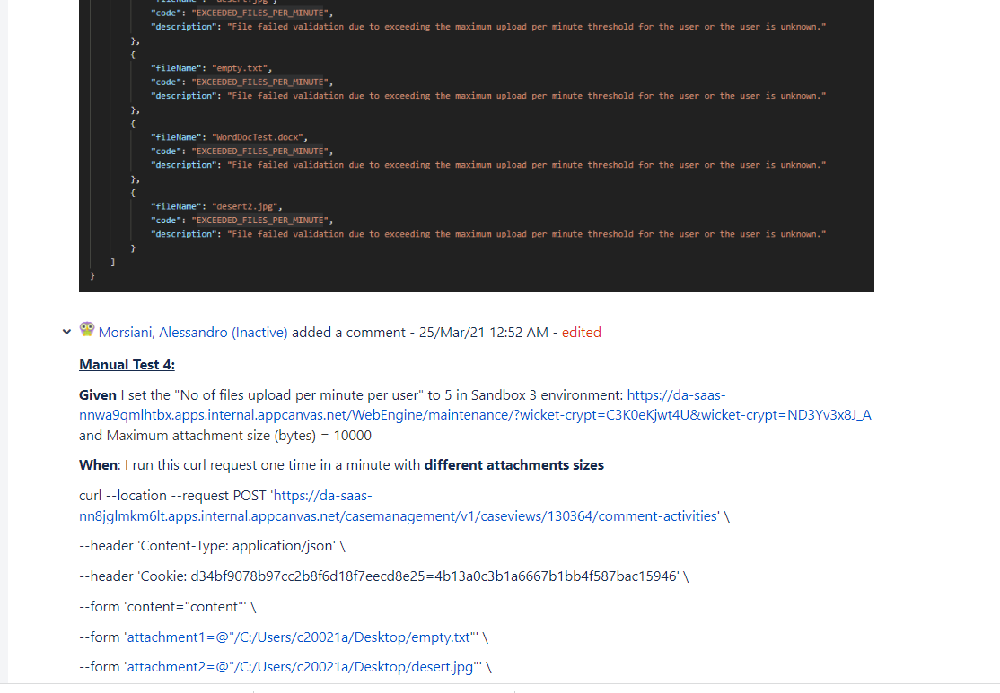 "fileName": "desert.jpg",
"code": "EXCEEDED_FILES_PER_MINUTE",
"description": "File failed validation due to exceeding the maximum upload per minute threshold for the user or the user is unknown."
},
{
"fileName": "empty.txt",
"code": "EXCEEDED_FILES_PER_MINUTE",
"description": "File failed validation due to exceeding the maximum upload per minute threshold for the user or the user is unknown."
},
{
"fileName": "WordDocTest.docx",
"code": "EXCEEDED_FILES_PER_MINUTE",
"description": "File failed validation due to exceeding the maximum upload per minute threshold for the user or the user is unknown."
},
{
"fileName": "desert2.jpg",
"code": "EXCEEDED_FILES_PER_MINUTE",
"description": "File failed validation due to exceeding the maximum upload per minute threshold for the user or the user is unknown."
}
]
}
Morsiani, Alessandro (Inactive) added a comment - 25/Mar/21 12:52 AM - edited
Manual Test 4:
Given I set the "No of files upload per minute per user" to 5 in Sandbox 3 environment: https://da-saas-
nnwa9qmlhtbx.apps.internal.appcanvas.net/WebEngine/maintenance/?wicket-crypt=C3K0eKjwt4U&wicket-crypt=ND3Yv3x8J_A
and Maximum attachment size (bytes) = 10000
When: I run this curl request one time in a minute with different attachments sizes
curl --location --request POST 'https://da-saas-
nn8jglmkm6lt.apps.internal.appcanvas.net/casemanagement/v1/caseviews/130364/comment-activities' \
--header 'Content-Type: application/json' \
--header 'Cookie: d34bf9078b97cc2b8f6d18f7eecd8e25=4b13a0c3b1a6667b1bb4f587bac15946' \
--form 'content="content"' \
--form 'attachment1=@"/C:/Users/c20021a/Desktop/empty.txt"' \
--form 'attachment2=@"/C:/Users/c20021a/Desktop/desert.jpg"' \